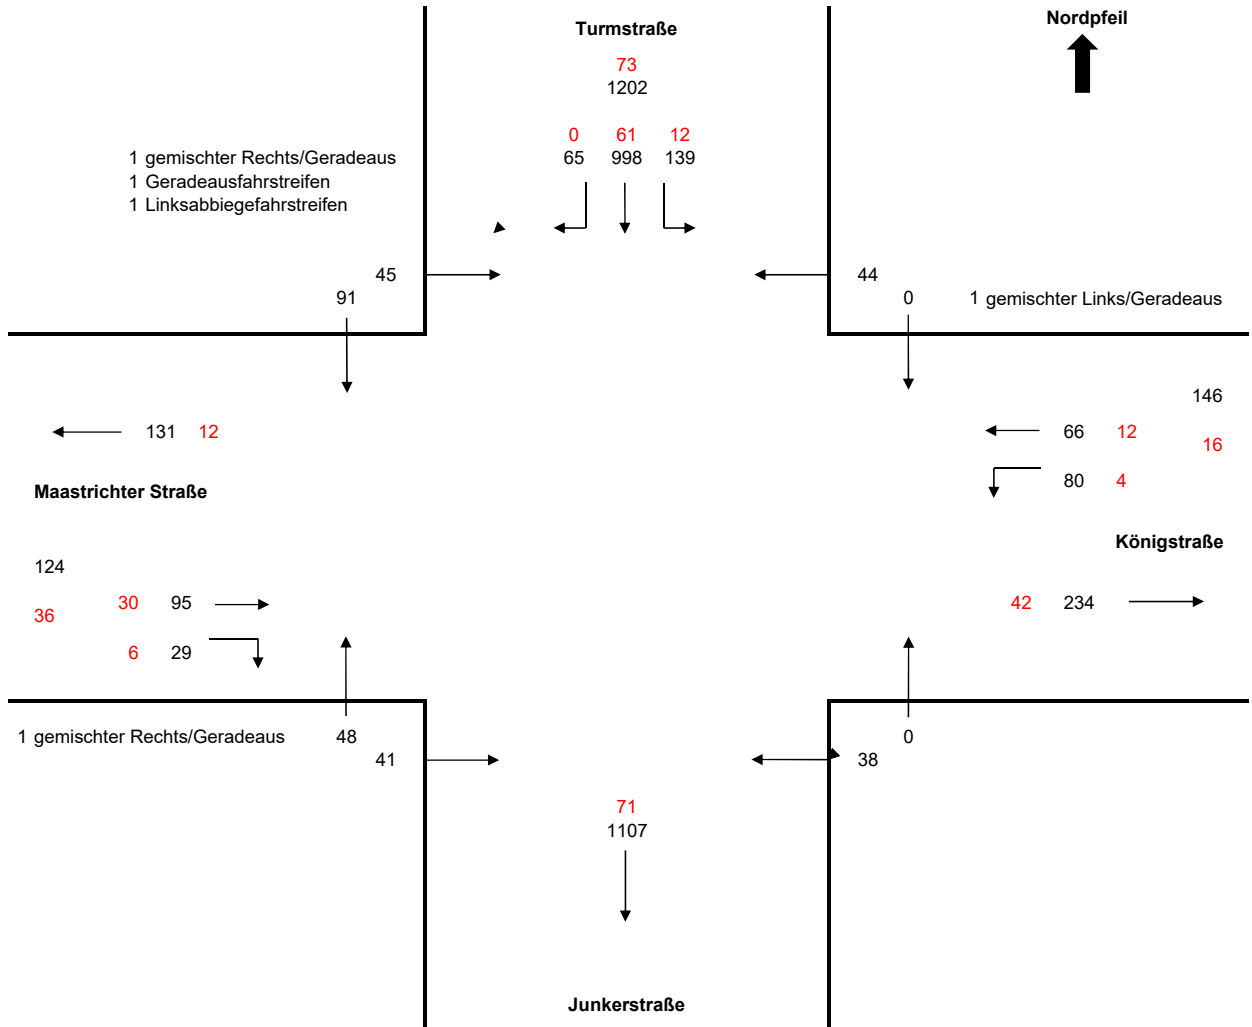 Nordpfeil
Turmstraße
73
1202
0 61 12
65 998 139
1 gemischter Rechts/Geradeaus
1 Geradeausfahrstreifen
1 Linksabbiegefahrstreifen
45 44
91 0 1 gemischter Links/Geradeaus
146
131 12 66 12
16
80 4
Maastrichter Straße
Königstraße
124
30 95 42 234
36
6 29
1 gemischter Rechts/Geradeaus 48 0
41 38
71
1107
Junkerstraße